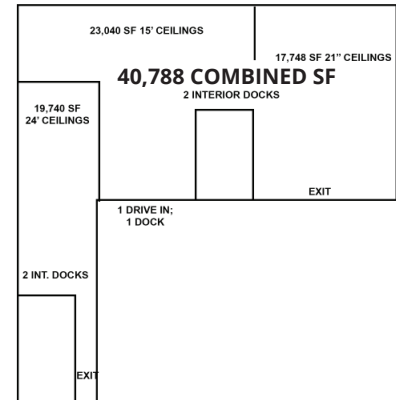 23,040 SF 15' CEILINGS
17,748 SF 21” CEILINGS
40,788 COMBINED SF
2 INTERIOR DOCKS
19,740 SF
24' CEILINGS
EXIT
1 DRIVE IN;
1 DOCK
2 INT. DOCKS
EXIT